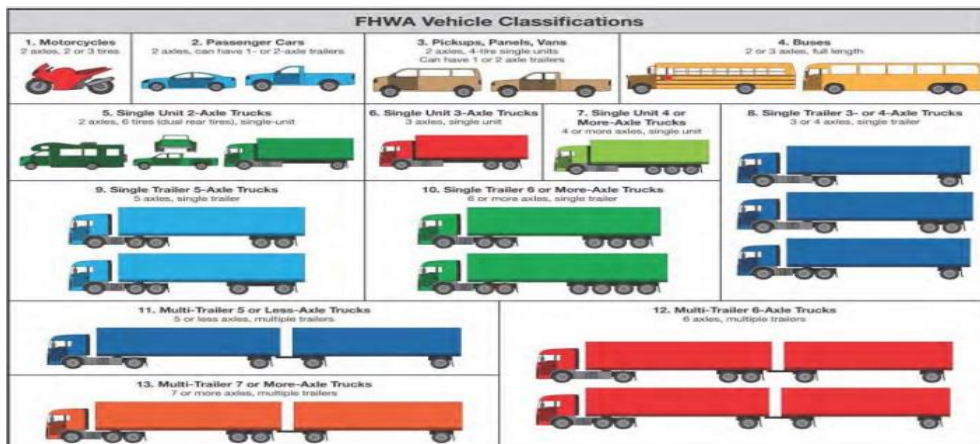 FHWA Vehicle Classifications
1. Motorcycles
2 axles, 2 or 3 tires
2. Passenger Cars
2 axles, can have 1- or 2-axle trailers
3. Pickups, Panels, Vans
2 axles, 4-tire single units
Can have 1 or 2 axle trailers
4. Buses
2 or 3 axles, full length
5. Single Unit 2-Axle Trucks
2 axles, 6 tires (dual rear tires), single-unit
6. Single Unit 3-Axle Trucks
3 axles, single unit
7. Single Unit 4 or
More-Axle Trucks
4 or more axles, single unit
8. Single Trailer 3- or 4-Axle Trucks
3 or 4 axles, single trailer
9. Single Trailer 5-Axle Trucks
5 axles, single trailer
10. Single Trailer 6 or More-Axle Trucks
6 or more axles, single trailer
11. Multi-Trailer 5 or Less-Axle Trucks
5 or less axles, multiple trailers
12. Multi-Trailer 6-Axle Trucks
6 axles, multiple trailers
13. Multi-Trailer 7 or More-Axle Trucks
7 or more axles, multiple trailers